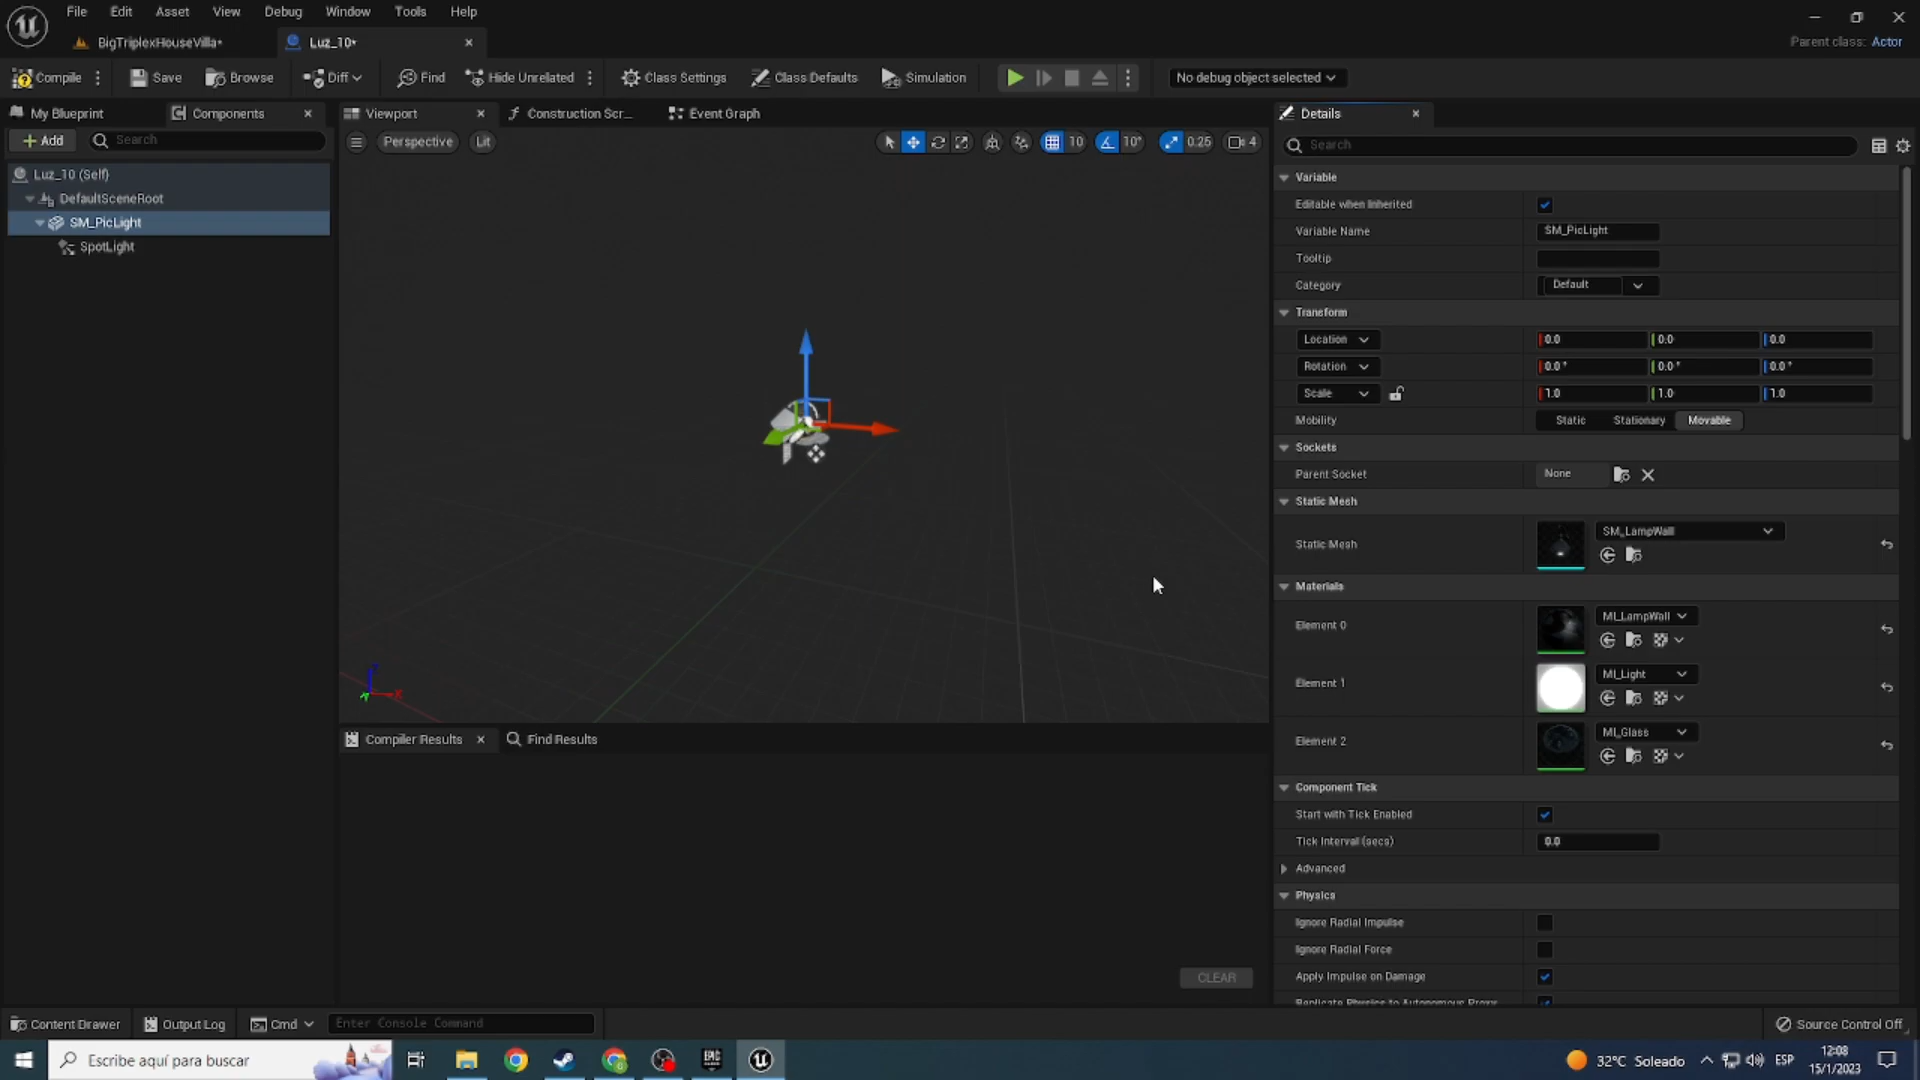 File Edit View Asset Debug Window Tools Help
BigTriplexHouseVilla*
Luz_10*
Parent class: Actor
Compile Save Browse Diff Find Hide Unrelated Class Settings Class Defaults Simulation No debug object selected
My Blueprint Components
Add Search
Luz_10 (Self)
DefaultSceneRoot
SM_PicLight
SpotLight
Viewport Construction Scr... Event Graph
Perspective Lit 10 10° 0.25 4
Z
X
Compiler Results Find Results
CLEAR
Details
Search
Variable
Editable when Inherited
Variable Name SM_PicLight
Tooltip
Category Default
Transform
Location 0.0 0.0 0.0
Rotation 0.0° 0.0° 0.0°
Scale 1.0 1.0 1.0
Mobility Static Stationary Movable
Sockets
Parent Socket None
Static Mesh
Static Mesh SM_LampWall
Materials
Element 0 MI_LampWall
Element 1 MI_Light
Element 2 MI_Glass
Component Tick
Start with Tick Enabled
Tick Interval (secs) 0.0
Advanced
Physics
Ignore Radial Impulse
Ignore Radial Force
Apply Impulse on Damage
Replicate Physics to Autonomous Proxy
Content Drawer Output Log Cmd Enter Console Command Source Control Off
Escribe aquí para buscar
EPIC
32°C Soleado ESP
12:08
15/1/2023